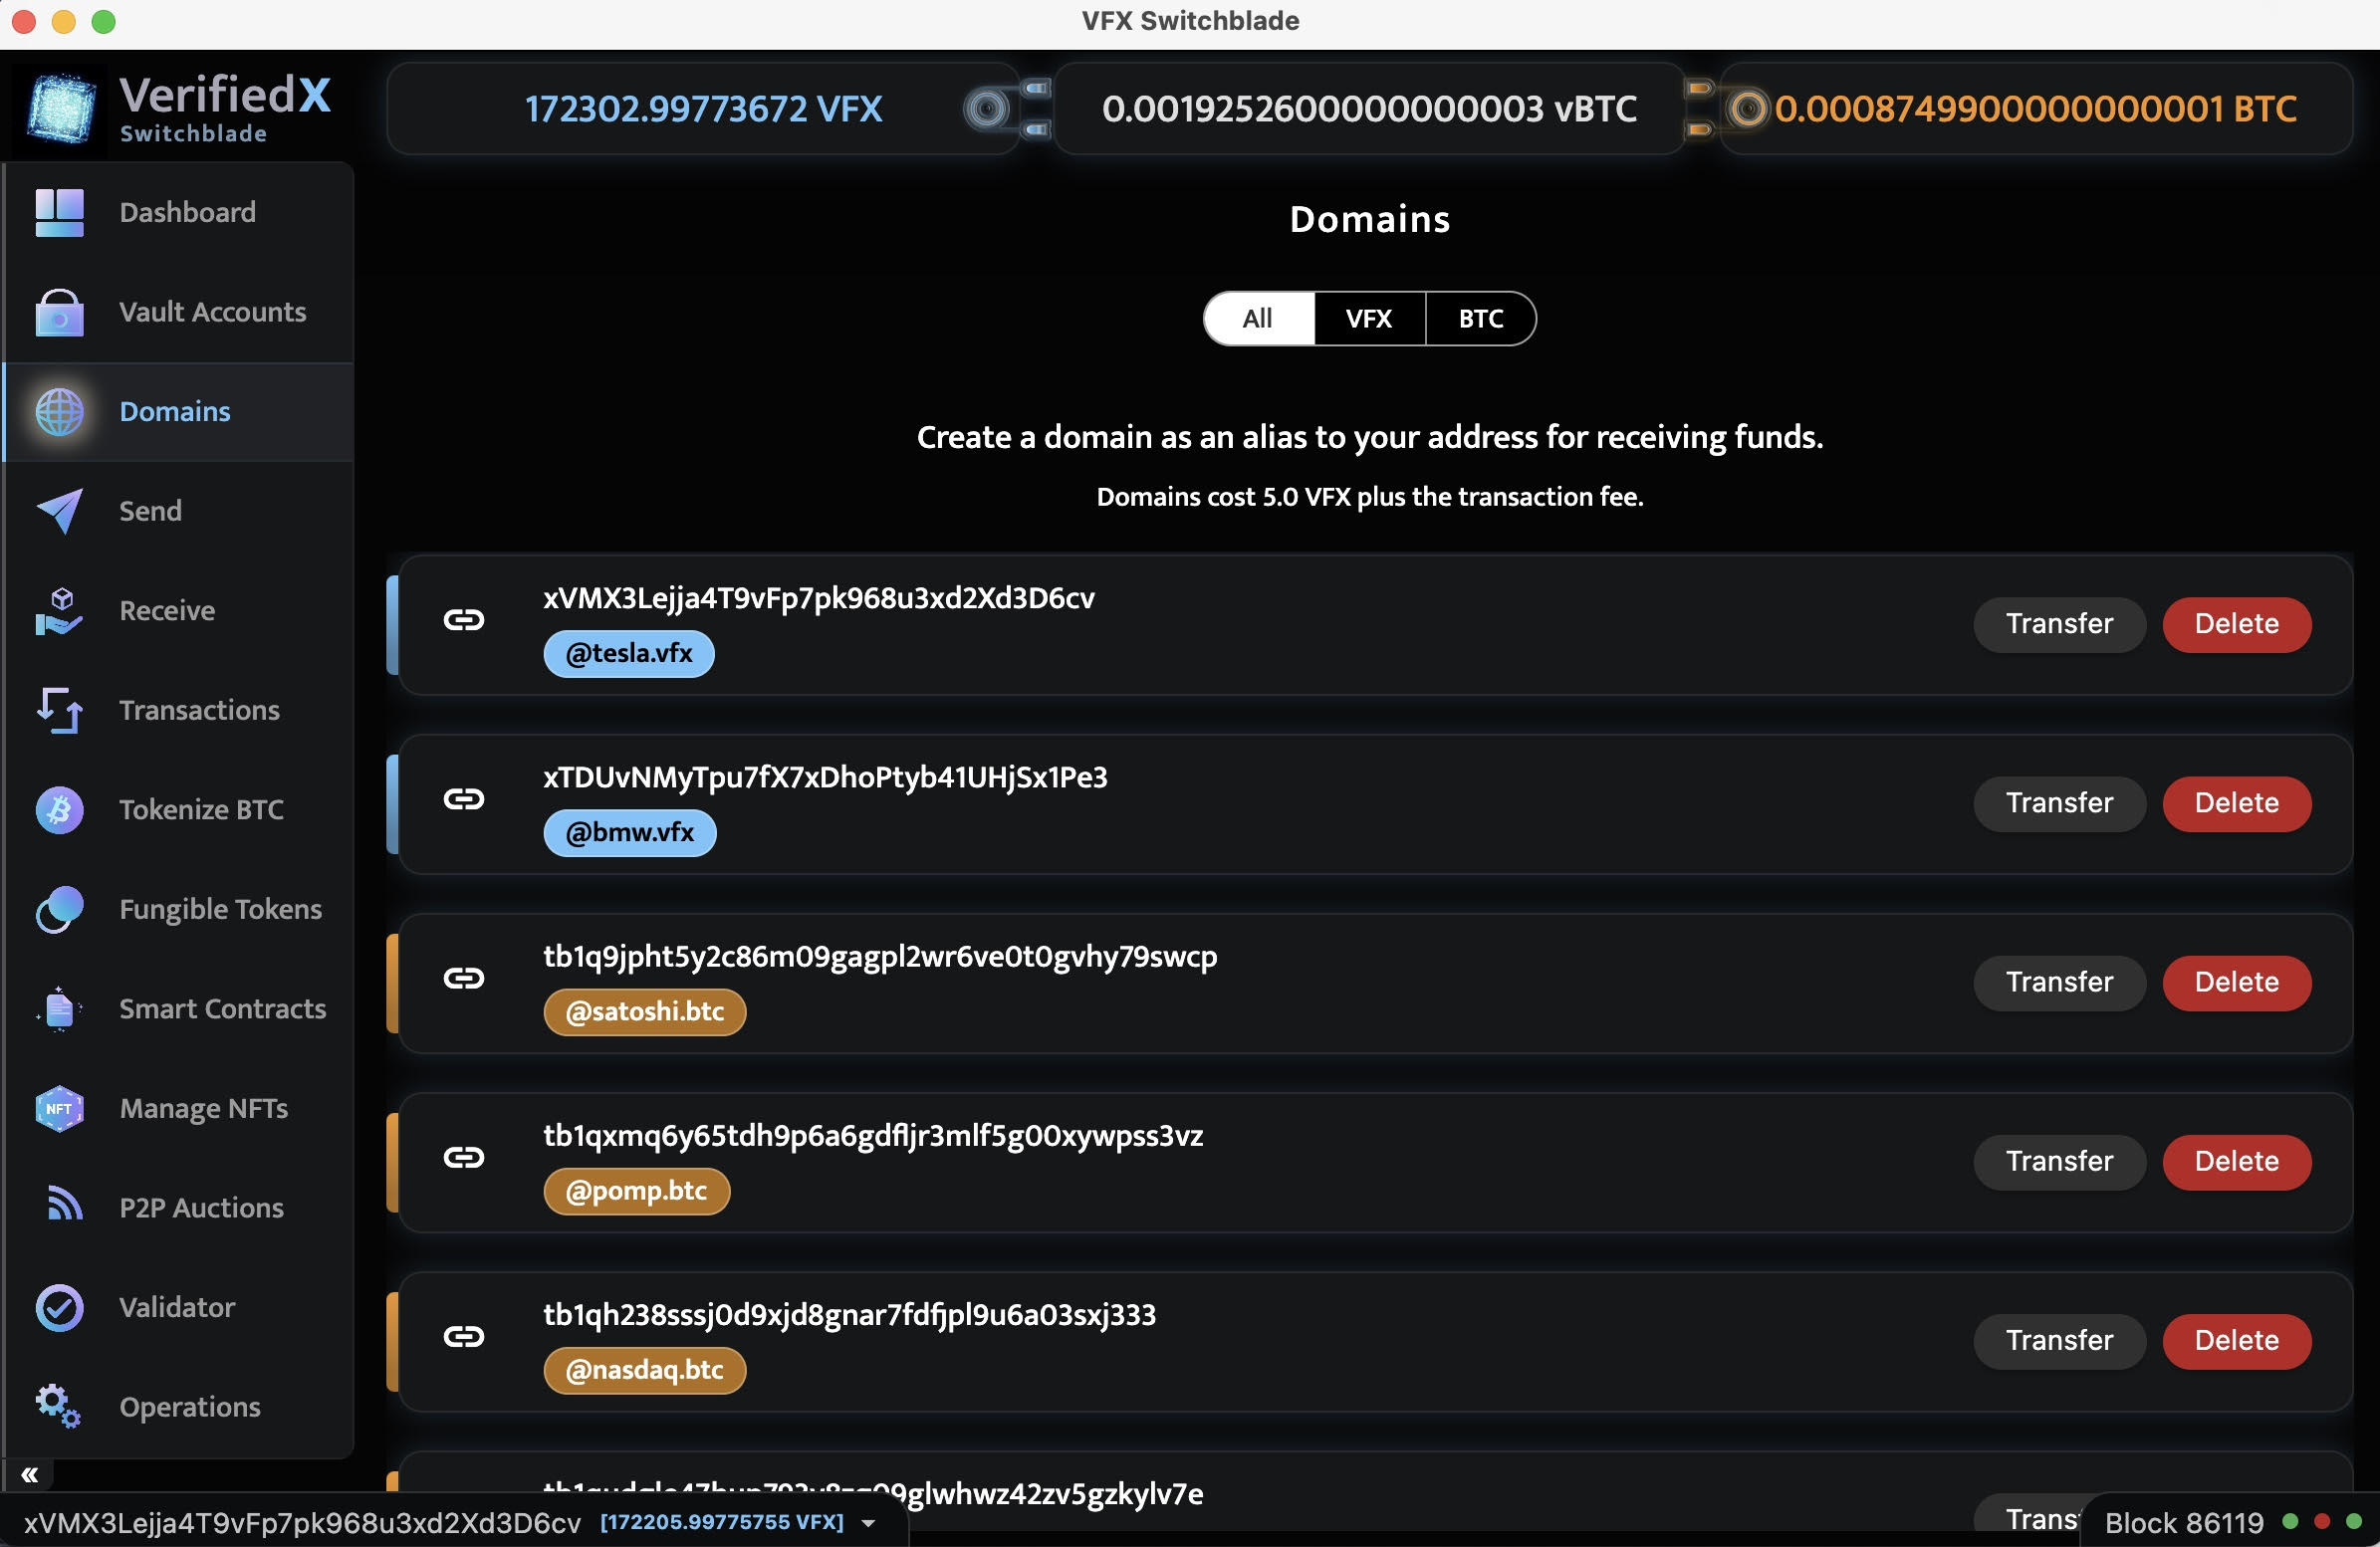 VFX Switchblade
VerifiedX
Switchblade
172302.99773672 VFX
0.0019252600000000003 vBTC
0.0008749900000000001 BTC
Dashboard
Vault Accounts
Domains
Send
Receive
Transactions
Tokenize BTC
Fungible Tokens
Smart Contracts
NFT
Manage NFTs
P2P Auctions
Validator
Operations
Domains
All
VFX
BTC
Create a domain as an alias to your address for receiving funds.
Domains cost 5.0 VFX plus the transaction fee.
xVMX3Lejja4T9vFp7pk968u3xd2Xd3D6cv
@tesla.vfx
Transfer
Delete
xTDUvNMyTpu7fX7xDhoPtyb41UHjSx1Pe3
@bmw.vfx
Transfer
Delete
tb1q9jpht5y2c86m09gagpl2wr6ve0t0gvhy79swcp
@satoshi.btc
Transfer
Delete
tb1qxmq6y65tdh9p6a6gdfljr3mlf5g00xywpss3vz
@pomp.btc
Transfer
Delete
tb1qh238sssj0d9xjd8gnar7fdfjpl9u6a03sxj333
@nasdaq.btc
Transfer
Delete
xVMX3Lejja4T9vFp7pk968u3xd2Xd3D6cv [172205.99775755 VFX]
Block 86119